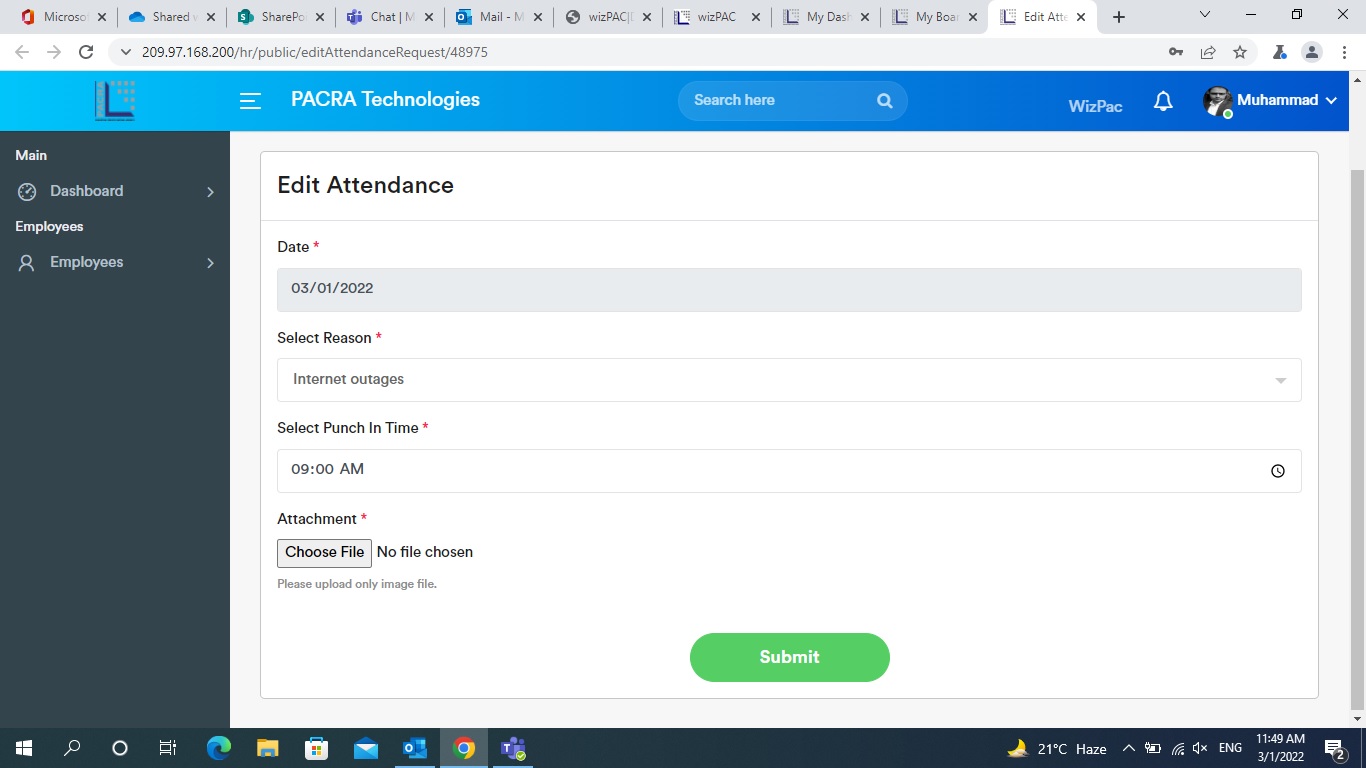 Microso
Shared w
SharePo
Chat | M
Mail - M
wizPAC|D
wizPAC
My Dash
My Boar
Edit Atte
209.97.168.200/hr/public/editAttendanceRequest/48975
PACRA
PACRA Technologies
Search here
WizPac
Muhammad
Main
Dashboard
Employees
Employees
Edit Attendance
Date *
03/01/2022
Select Reason *
Internet outages
Select Punch In Time *
09:00 AM
Attachment *
Choose File No file chosen
Please upload only image file.
Submit
21°C Haze
ENG
11:49 AM
3/1/2022
2